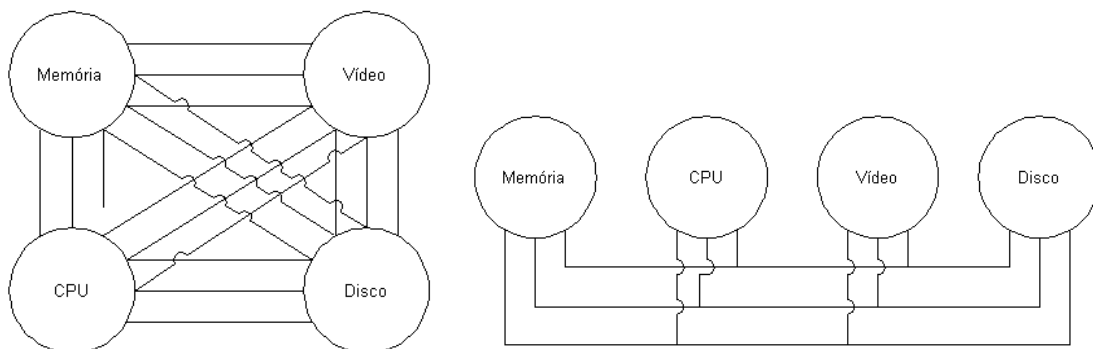 Memória
Vídeo
CPU
Disco
Memória
CPU
Vídeo
Disco